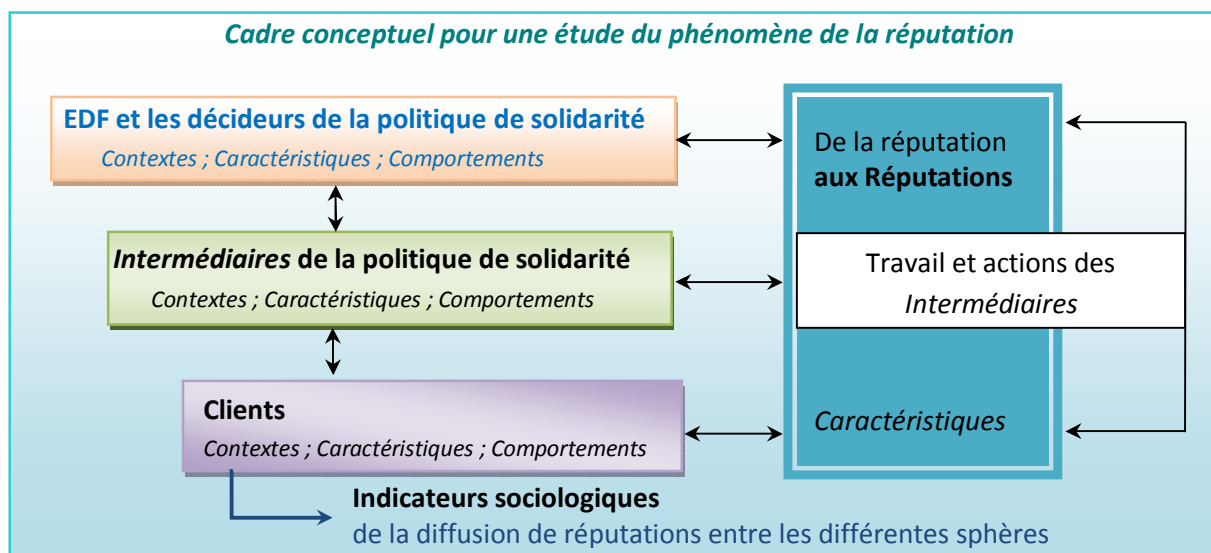 Cadre conceptuel pour une étude du phénomène de la réputation
EDF et les décideurs de la politique de solidarité
Contextes ; Caractéristiques ; Comportements
Intermédiaires de la politique de solidarité
Contextes ; Caractéristiques ; Comportements
Clients
Contextes ; Caractéristiques ; Comportements
Indicateurs sociologiques
de la diffusion de réputations entre les différentes sphères
De la réputation
aux Réputations
Travail et actions des
Intermédiaires
Caractéristiques